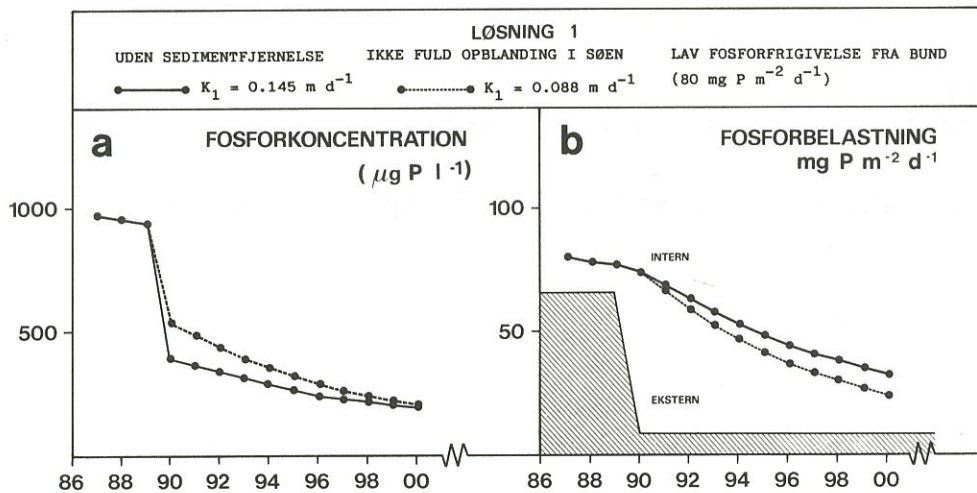 LØSNING 1
UDEN SEDIMENTFJERNELSE
IKKE FULD OPBLANDING I SØEN
LAV FOSFORFRIGIVELSE FRA BUND
K₁ = 0.145 m d⁻¹
K₁ = 0.088 m d⁻¹
(80 mg P m⁻² d⁻¹)
a
FOSFORKONCENTRATION
(µg P l⁻¹)
1000
500
86 88 90 92 94 96 98 00
b
FOSFORBELASTNING
mg P m⁻² d⁻¹
100
50
INTERN
EKSTERN
86 88 90 92 94 96 98 00